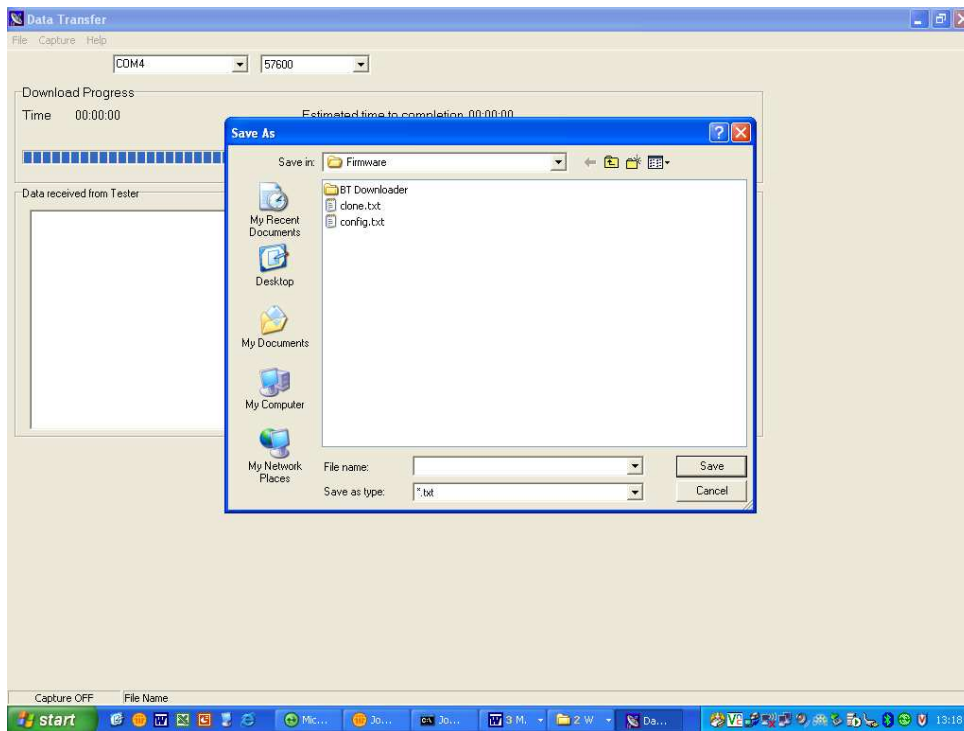 Data Transfer
File Capture Help
COM4 57600
Download Progress
Time 00:00:00 Estimated time to completion 00:00:00
Data received from Tester
Save As
Save in: Firmware
My Recent
Documents
Desktop
My Documents
My Computer
My Network
Places
BT Downloader
clone.txt
config.txt
File name:
Save
Save as type: *.txt
Cancel
Capture OFF File Name
start
Mic...
Jo...
Jo...
3 M.
2 W
Da...
13:18